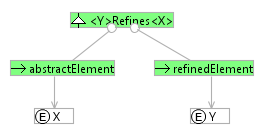 <Y>Refines<X>
abstractElement
refinedElement
E X
E Y